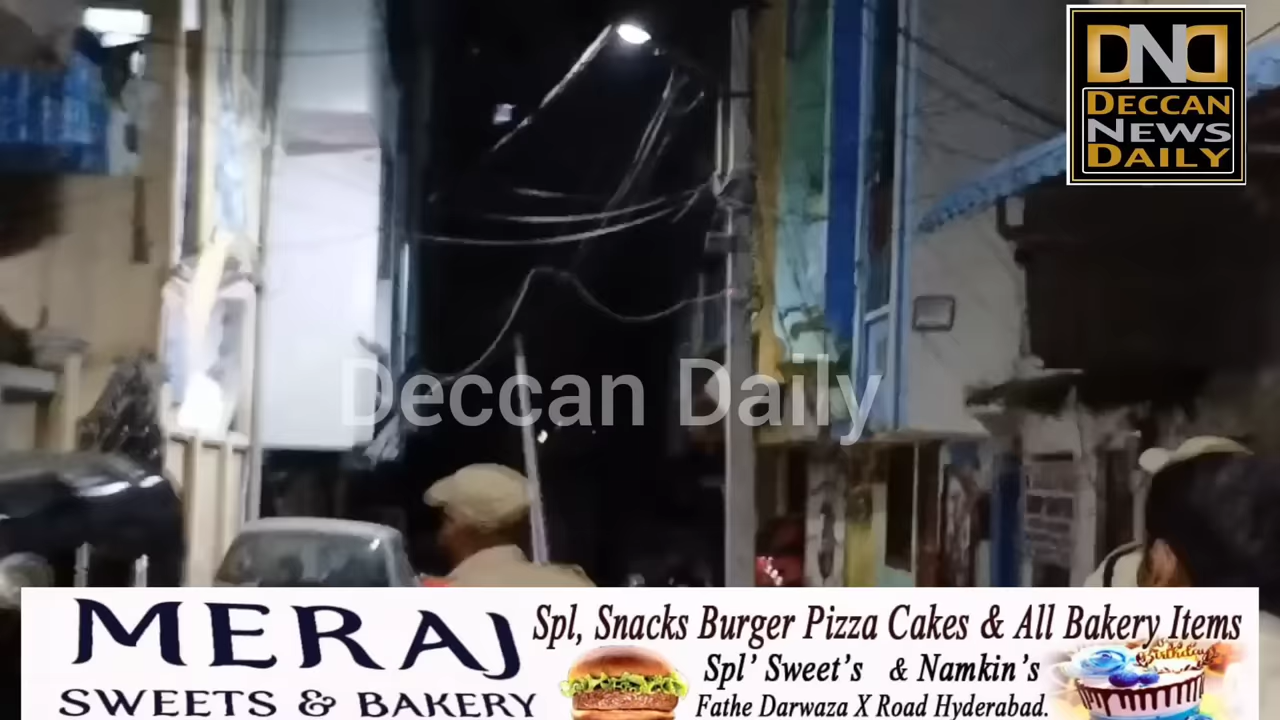 DND
DECCAN
NEWS
DAILY
Deccan Daily
MERAJ
SWEETS & BAKERY
Spl, Snacks Burger Pizza Cakes & All Bakery Items
Spl’ Sweet’s & Namkin’s
Fathe Darwaza X Road Hyderabad.
Birthday